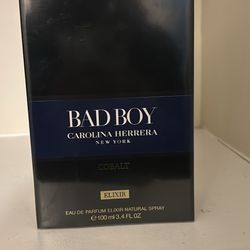 BAD BOY
CAROLINA HERRERA
NEW YORK
COBALT
ELIXIR
EAU DE PARFUM ELIXIR NATURAL SPRAY
℮100 ml 3.4 FL OZ